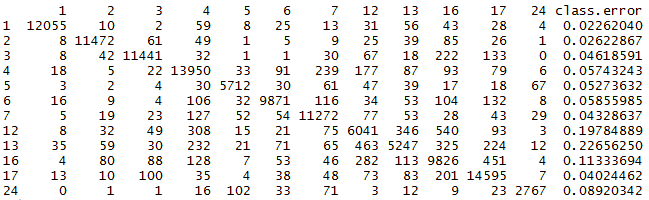 1 2 3 4 5 6 7 12 13 16 17 24 class.error
1 12055 10 2 59 8 25 13 31 56 43 28 4 0.02262040
2 8 11472 61 49 1 5 9 25 39 85 26 1 0.02622867
3 8 42 11441 32 1 1 30 67 18 222 133 0 0.04618591
4 18 5 22 13950 33 91 239 177 87 93 79 6 0.05743243
5 3 2 4 30 5712 30 61 47 39 17 18 67 0.05273632
6 16 9 4 106 32 9871 116 34 53 104 132 8 0.05855985
7 5 19 23 127 52 54 11272 77 53 28 43 29 0.04328637
12 8 32 49 308 15 21 75 6041 346 540 93 3 0.19784889
13 35 59 30 232 21 71 65 463 5247 325 224 12 0.22656250
16 4 80 88 128 7 53 46 282 113 9826 451 4 0.11333694
17 13 10 100 35 4 38 48 73 83 201 14595 7 0.04024462
24 0 1 1 16 102 33 71 3 12 9 23 2767 0.08920342